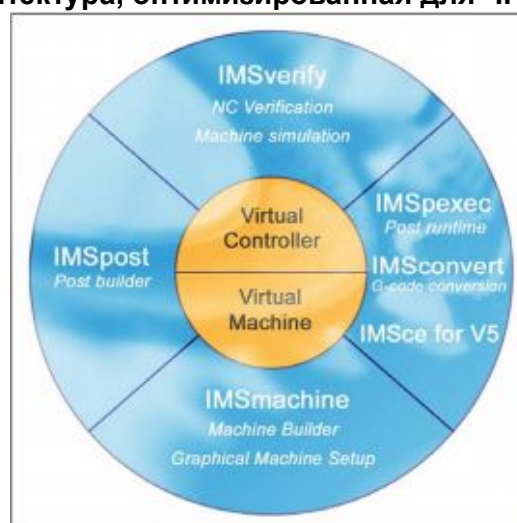 тектура, оптимизированная для
IMSverify
NC Verification
Machine simulation
Virtual
Controller
IMSpexec
Post runtime
IMSpost
Post builder
IMSconvert
G-code conversion
Virtual
Machine
IMSce for V5
IMSmachine
Machine Builder
Graphical Machine Setup